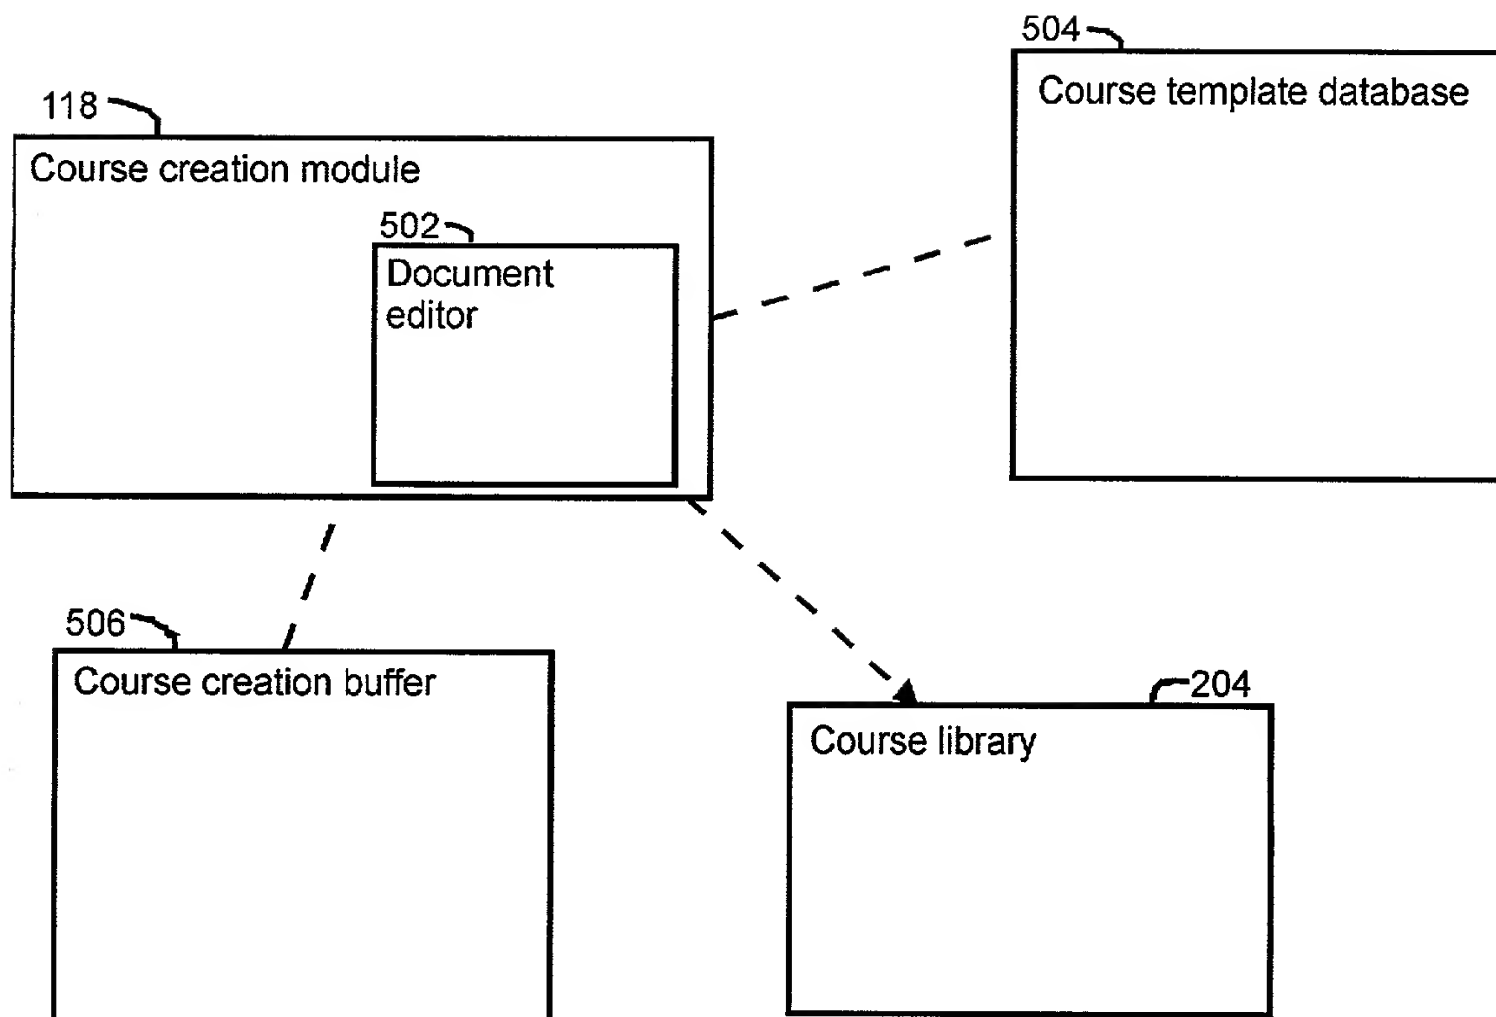 504
Course template database
118
Course creation module
502
Document
editor
506
Course creation buffer
204
Course library